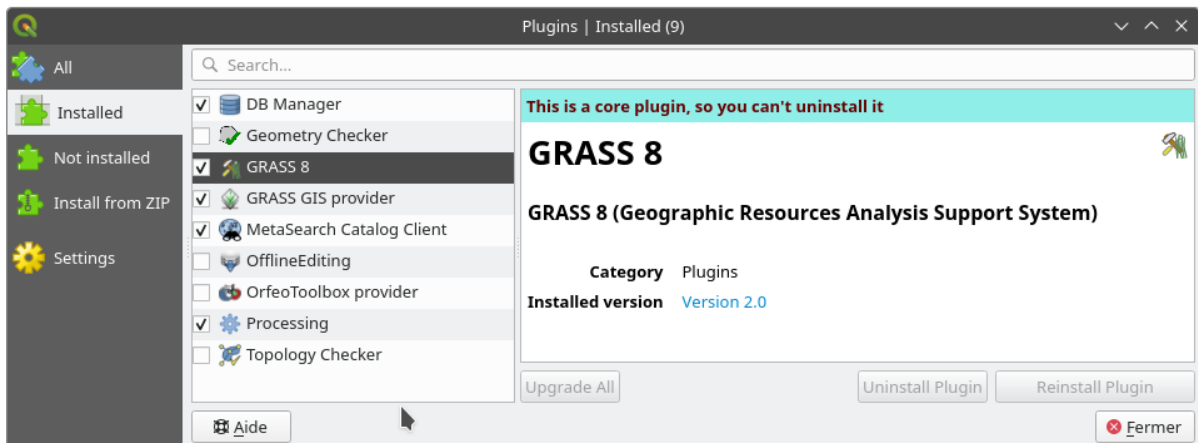 Plugins | Installed (9)
All
Installed
Not installed
Install from ZIP
Settings
Search...
DB Manager
Geometry Checker
GRASS 8
GRASS GIS provider
MetaSearch Catalog Client
OfflineEditing
OrfeoToolbox provider
Processing
Topology Checker
This is a core plugin, so you can't uninstall it
GRASS 8
GRASS 8 (Geographic Resources Analysis Support System)
Category Plugins
Installed version Version 2.0
Upgrade All Uninstall Plugin Reinstall Plugin
Aide Fermer